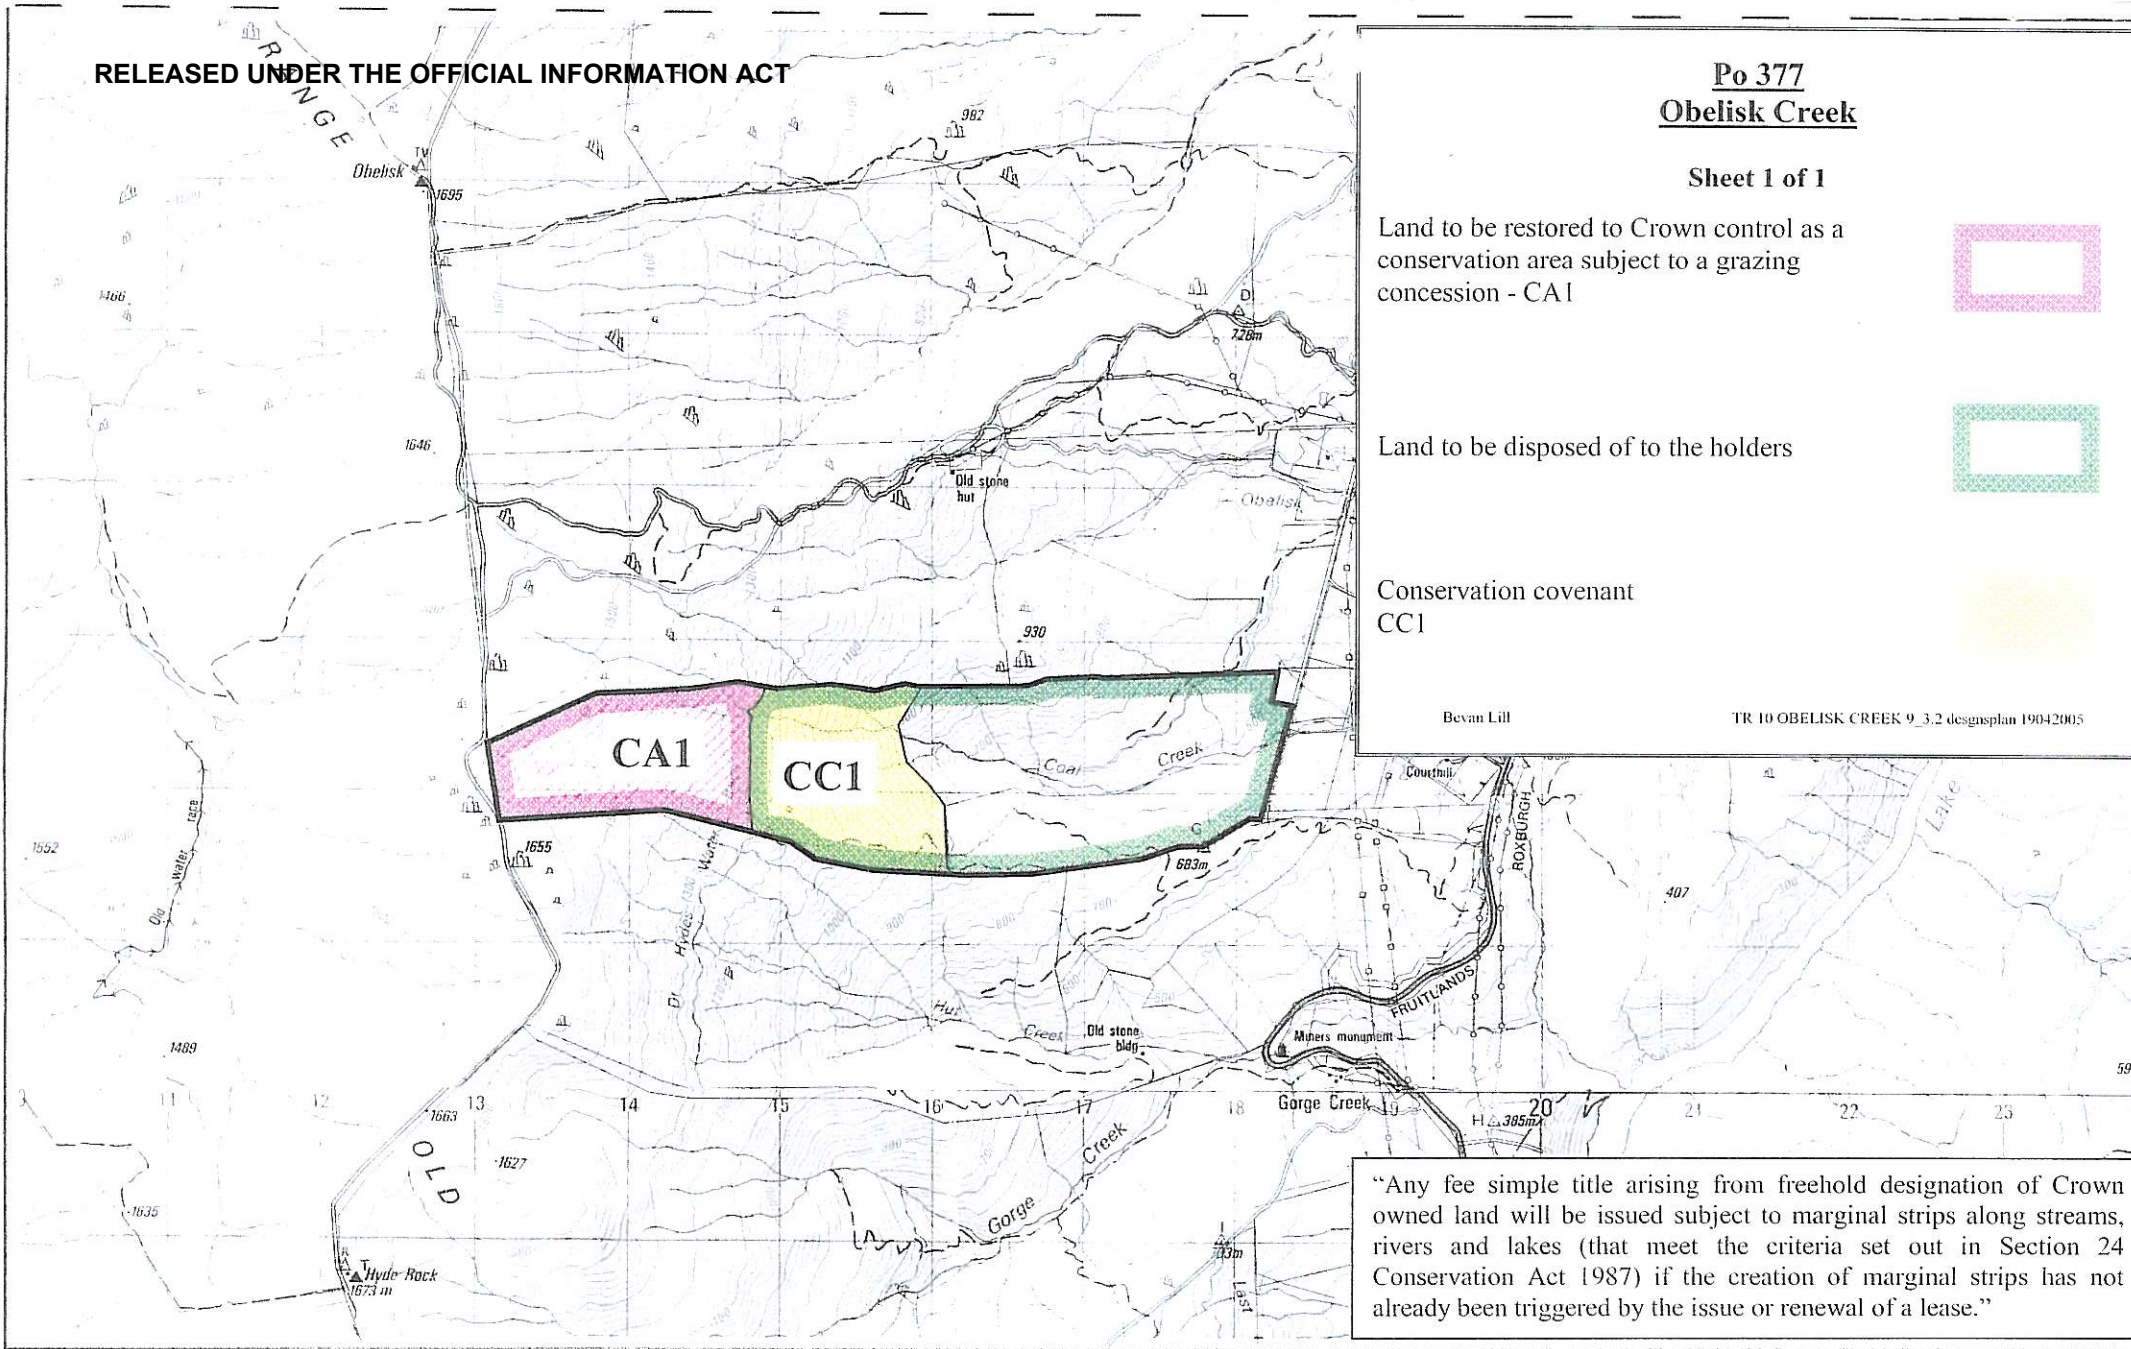 RELEASED UNDER THE OFFICIAL INFORMATION ACT
RANGE
Po 377
Obelisk Creek
Sheet 1 of 1
Land to be restored to Crown control as a
conservation area subject to a grazing
concession - CA1
Land to be disposed of to the holders
Conservation covenant
CC1
Bevan Lill
TR 10 OBELISK CREEK 9_3.2 desgnsplan 19042005
982
TV
Obelisk
1695
1466
D
728m
1646
Old stone
hut
Obelisk
930
1100
CA1
CC1
Coal
Creek
Courthill
ROXBURGH
Lake
1552
Old
water
race
1655
G
683m
407
Dr
Hydes
Water
900
Hut
Creek
Old stone
bldg.
FRUITLANDS
Miners monument
1489
59
11
12
13
14
15
16
17
18
19
20
21
22
23
Gorge Creek
1663
H
385m
OLD
1627
Creek
Gorge
1635
Last
T
Hyde Rock
1673 m
“Any fee simple title arising from freehold designation of Crown
owned land will be issued subject to marginal strips along streams,
rivers and lakes (that meet the criteria set out in Section 24
Conservation Act 1987) if the creation of marginal strips has not
already been triggered by the issue or renewal of a lease.”